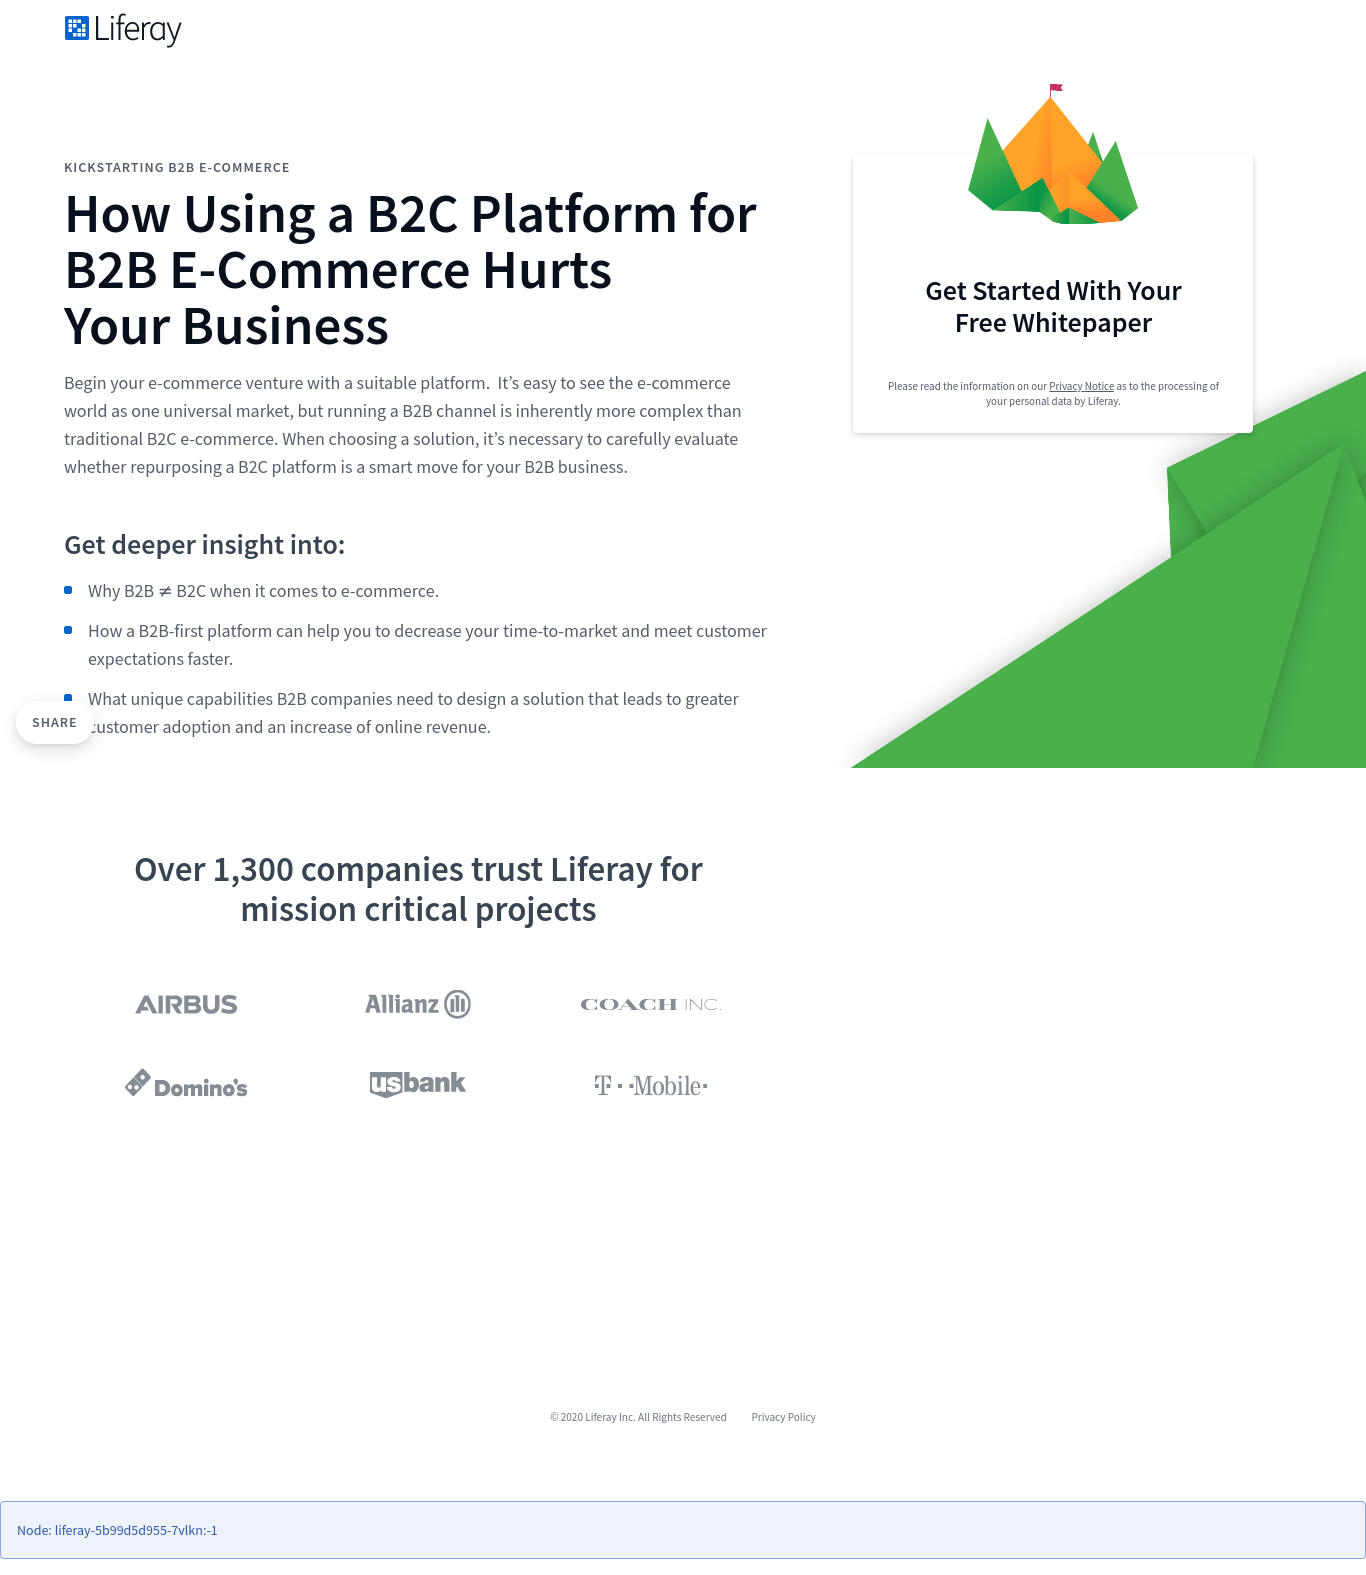 Liferay
KICKSTARTING B2B E-COMMERCE
How Using a B2C Platform for
B2B E-Commerce Hurts
Your Business
Begin your e-commerce venture with a suitable platform.  It’s easy to see the e-commerce
world as one universal market, but running a B2B channel is inherently more complex than
traditional B2C e-commerce. When choosing a solution, it’s necessary to carefully evaluate
whether repurposing a B2C platform is a smart move for your B2B business.
Get deeper insight into:
Why B2B ≠ B2C when it comes to e-commerce.
How a B2B-first platform can help you to decrease your time-to-market and meet customer
expectations faster.
What unique capabilities B2B companies need to design a solution that leads to greater
customer adoption and an increase of online revenue.
SHARE
Get Started With Your
Free Whitepaper
Please read the information on our Privacy Notice as to the processing of
your personal data by Liferay.
Over 1,300 companies trust Liferay for
mission critical projects
AIRBUS
Allianz
COACH INC.
Domino's
usbank
T Mobile
© 2020 Liferay Inc. All Rights Reserved
Privacy Policy
Node: liferay-5b99d5d955-7vlkn:-1